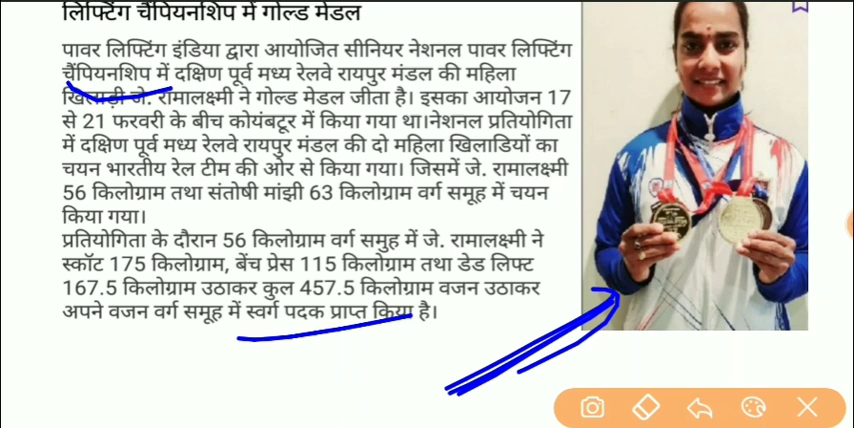 लिफ्टिंग चैंपियनशिप में गोल्ड मेडल
पावर लिफ्टिंग इंडिया द्वारा आयोजित सीनियर नेशनल पावर लिफ्टिंग
चैंपियनशिप में दक्षिण पूर्व मध्य रेलवे रायपुर मंडल की महिला
खिलाड़ी जे. रामालक्ष्मी ने गोल्ड मेडल जीता है। इसका आयोजन 17
से 21 फरवरी के बीच कोयंबटूर में किया गया था।नेशनल प्रतियोगिता
में दक्षिण पूर्व मध्य रेलवे रायपुर मंडल की दो महिला खिलाडियों का
चयन भारतीय रेल टीम की ओर से किया गया। जिसमें जे. रामालक्ष्मी
56 किलोग्राम तथा संतोषी मांझी 63 किलोग्राम वर्ग समूह में चयन
किया गया।
प्रतियोगिता के दौरान 56 किलोग्राम वर्ग समुह में जे. रामालक्ष्मी ने
स्कॉट 175 किलोग्राम, बेंच प्रेस 115 किलोग्राम तथा डेड लिफ्ट
167.5 किलोग्राम उठाकर कुल 457.5 किलोग्राम वजन उठाकर
अपने वजन वर्ग समूह में स्वर्ग पदक प्राप्त किया है।